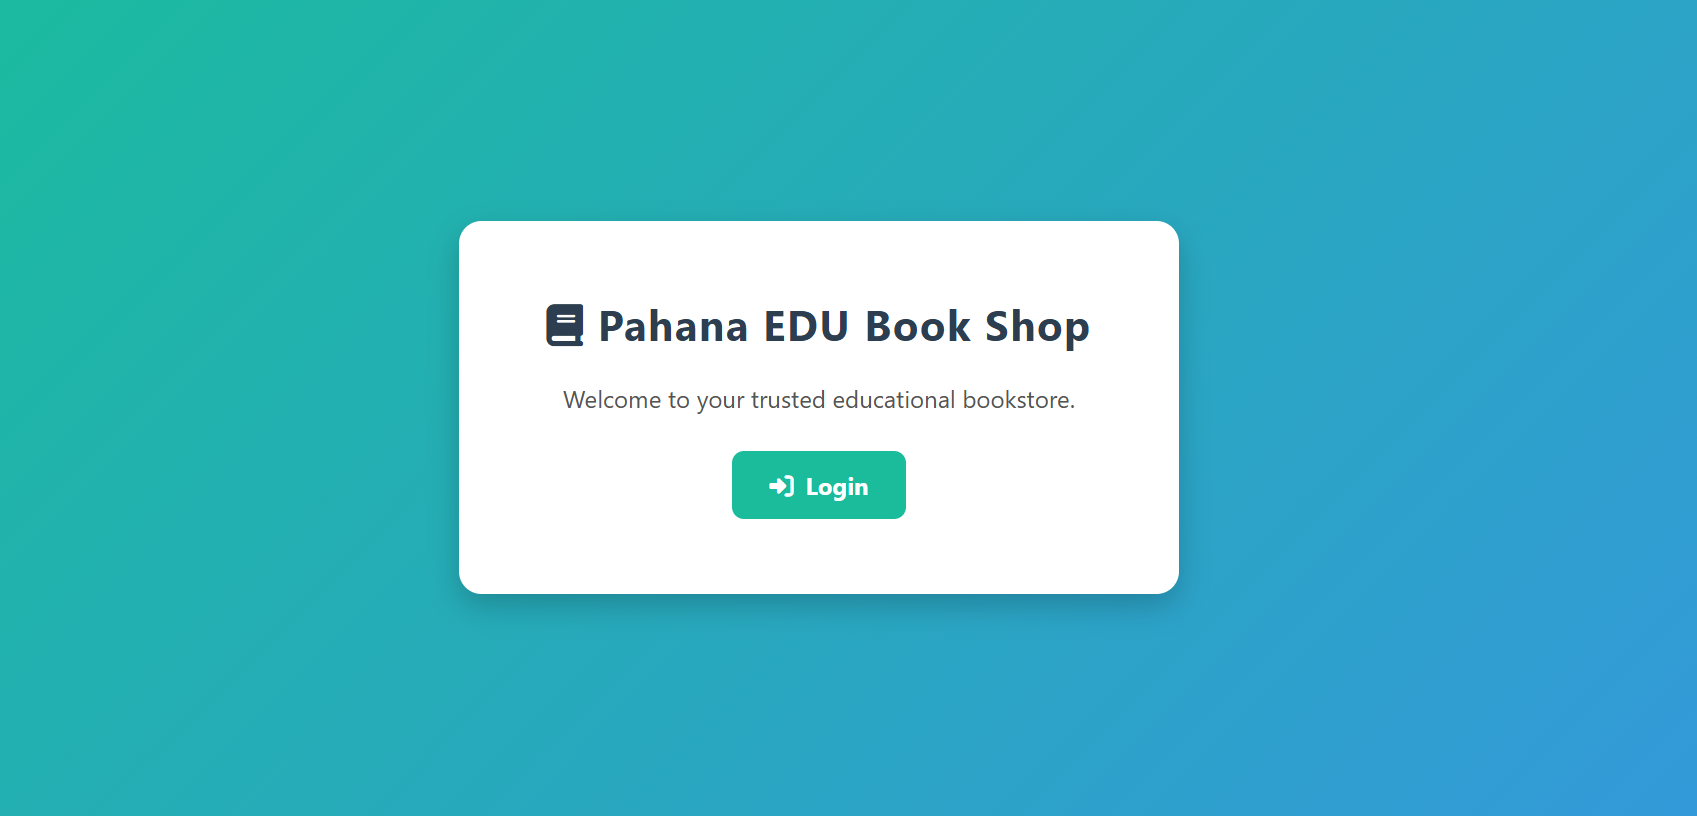 Pahana EDU Book Shop
Welcome to your trusted educational bookstore.
Login